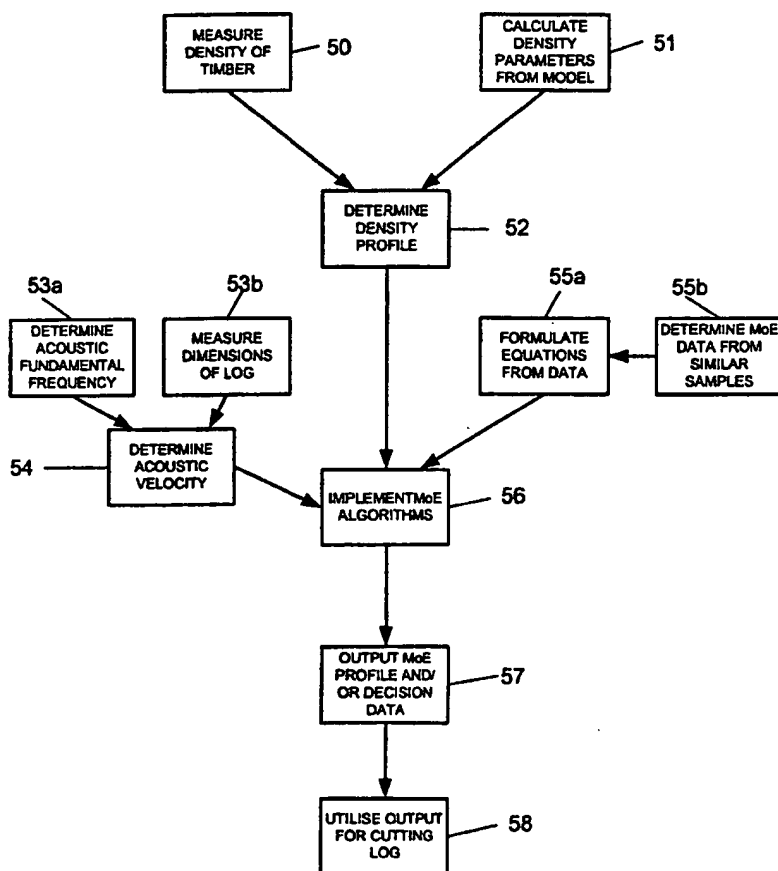 MEASURE
DENSITY OF
TIMBER
50
CALCULATE
DENSITY
PARAMETERS
FROM MODEL
51
DETERMINE
DENSITY
PROFILE
52
53a
DETERMINE
ACOUSTIC
FUNDAMENTAL
FREQUENCY
53b
MEASURE
DIMENSIONS
OF LOG
55a
FORMULATE
EQUATIONS
FROM DATA
55b
DETERMINE MoE
DATA FROM
SIMILAR
SAMPLES
54
DETERMINE
ACOUSTIC
VELOCITY
IMPLEMENTMoE
ALGORITHMS
56
OUTPUT MoE
PROFILE AND/
OR DECISION
DATA
57
UTILISE OUTPUT
FOR CUTTING
LOG
58